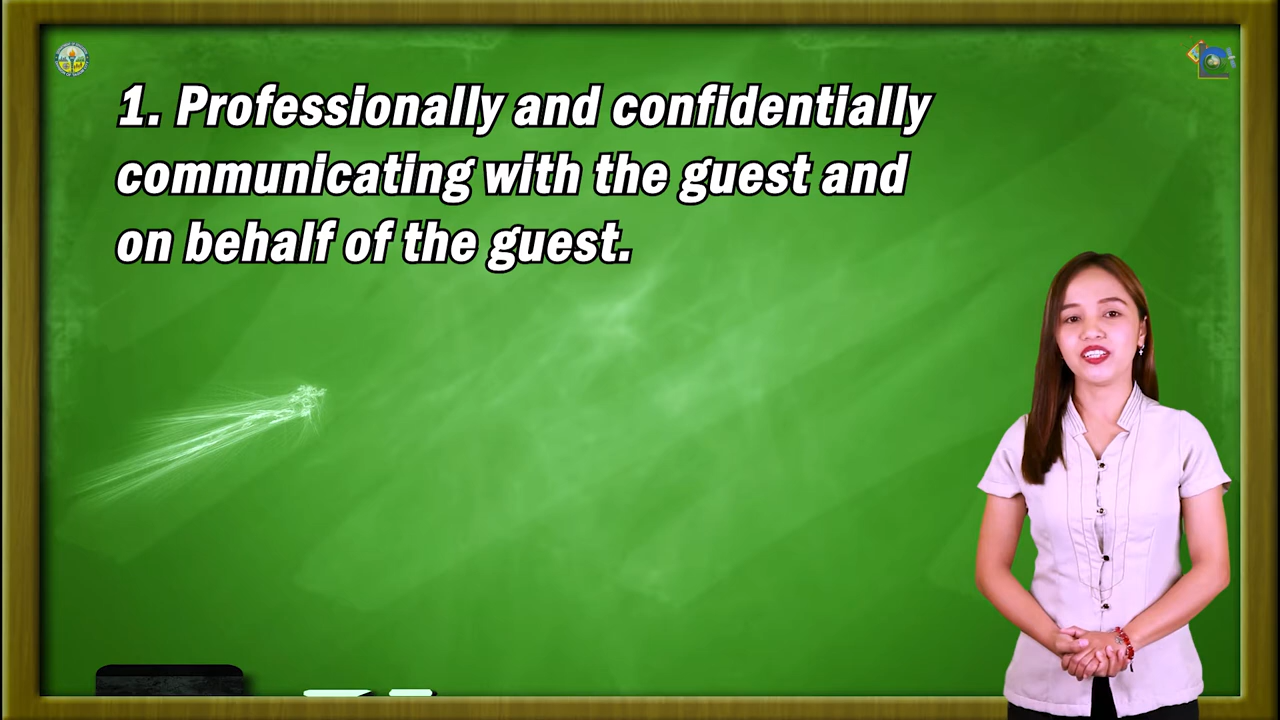 1. Professionally and confidentially
communicating with the guest and
on behalf of the guest.